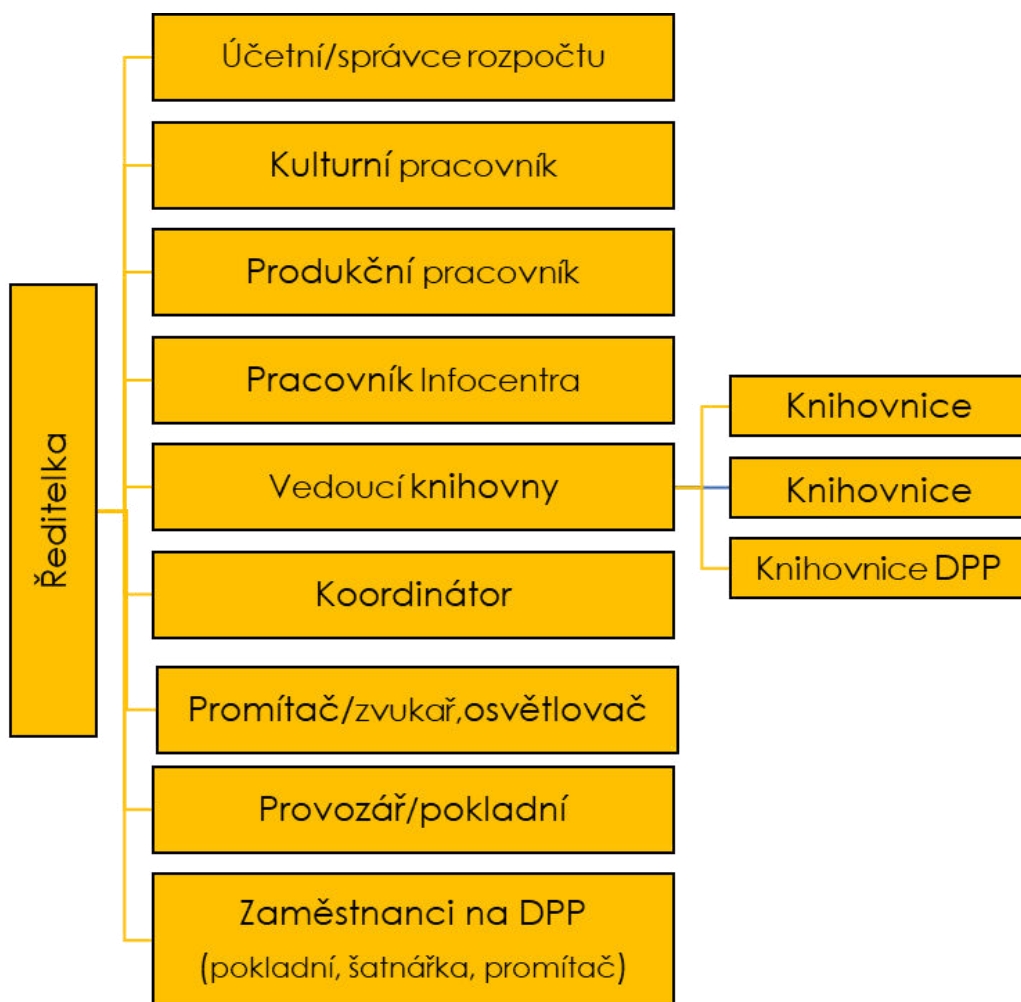 Ředitelka
Účetní/správce rozpočtu
Kulturní pracovník
Produkční pracovník
Pracovník Infocentra
Vedoucí knihovny
Knihovnice
Knihovnice
Knihovnice DPP
Koordinátor
Promítač/zvukař,osvětlovač
Provozář/pokladní
Zaměstnanci na DPP
(pokladní, šatnářka, promítač)